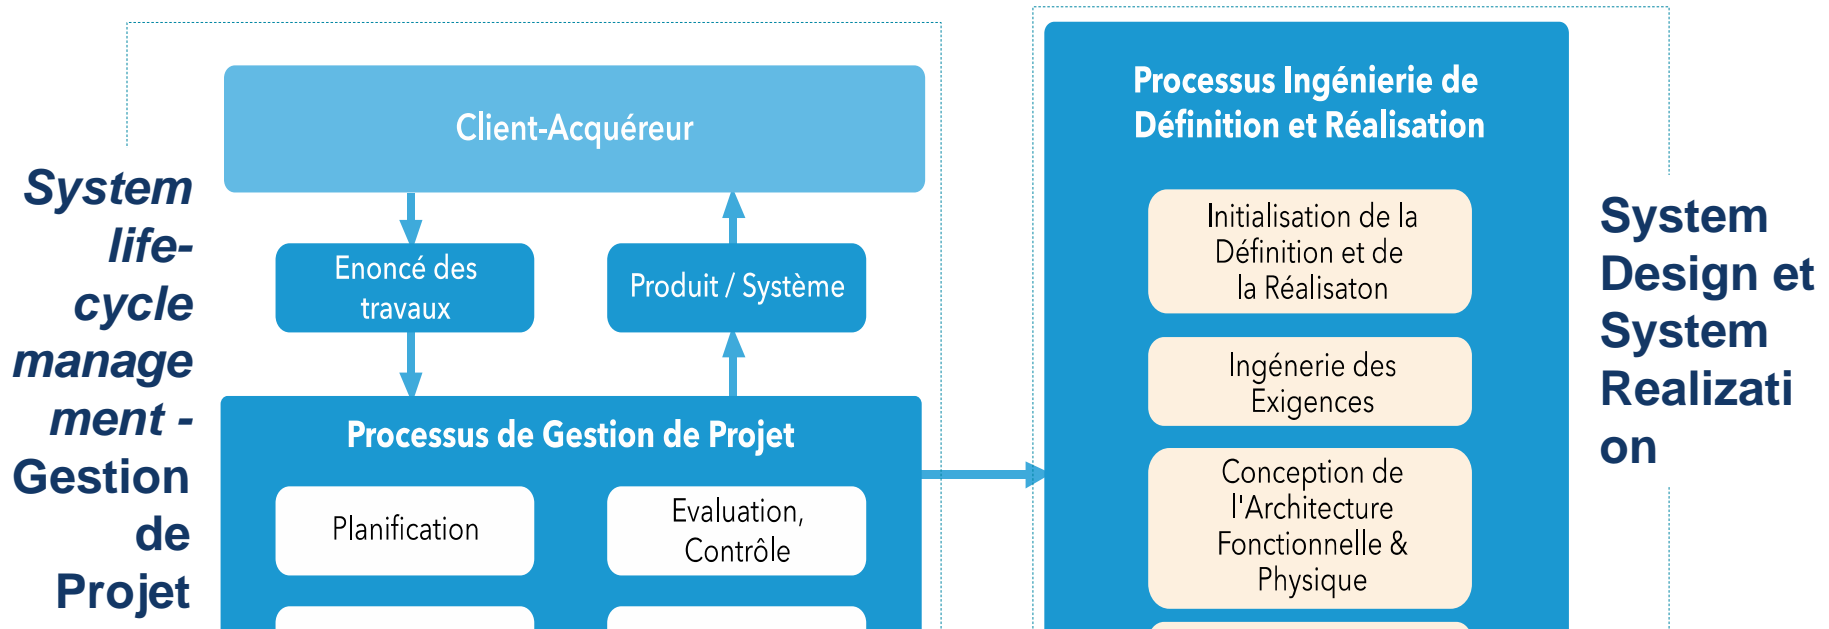 System
life-
cycle
manage
ment -
Gestion
de
Projet
Client-Acquéreur
Enoncé des
travaux
Produit / Système
Processus de Gestion de Projet
Planification
Evaluation,
Contrôle
Processus Ingénierie de
Définition et Réalisation
Initialisation de la
Définition et de
la Réalisaton
Ingénerie des
Exigences
Conception de
l'Architecture
Fonctionnelle &
Physique
System
Design et
System
Realizati
on